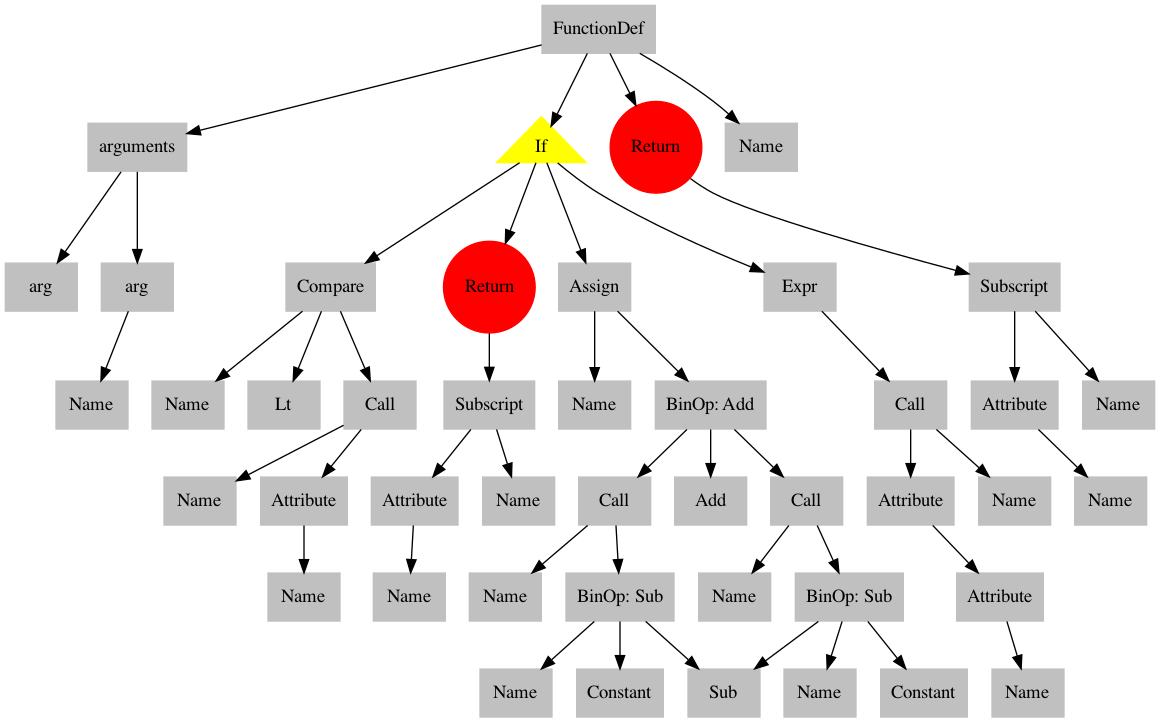 FunctionDef
arguments
If
Return
Name
arg
arg
Compare
Return
Assign
Expr
Subscript
Name
Name
Lt
Call
Subscript
Name
BinOp: Add
Call
Attribute
Name
Name
Attribute
Attribute
Name
Call
Add
Call
Attribute
Name
Name
Name
Name
Name
BinOp: Sub
Name
BinOp: Sub
Attribute
Name
Constant
Sub
Name
Constant
Name